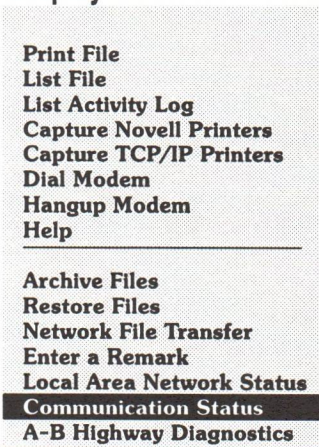 Print File
List File
List Activity Log
Capture Novell Printers
Capture TCP/IP Printers
Dial Modem
Hangup Modem
Help
Archive Files
Restore Files
Network File Transfer
Enter a Remark
Local Area Network Status
Communication Status
A-B Highway Diagnostics